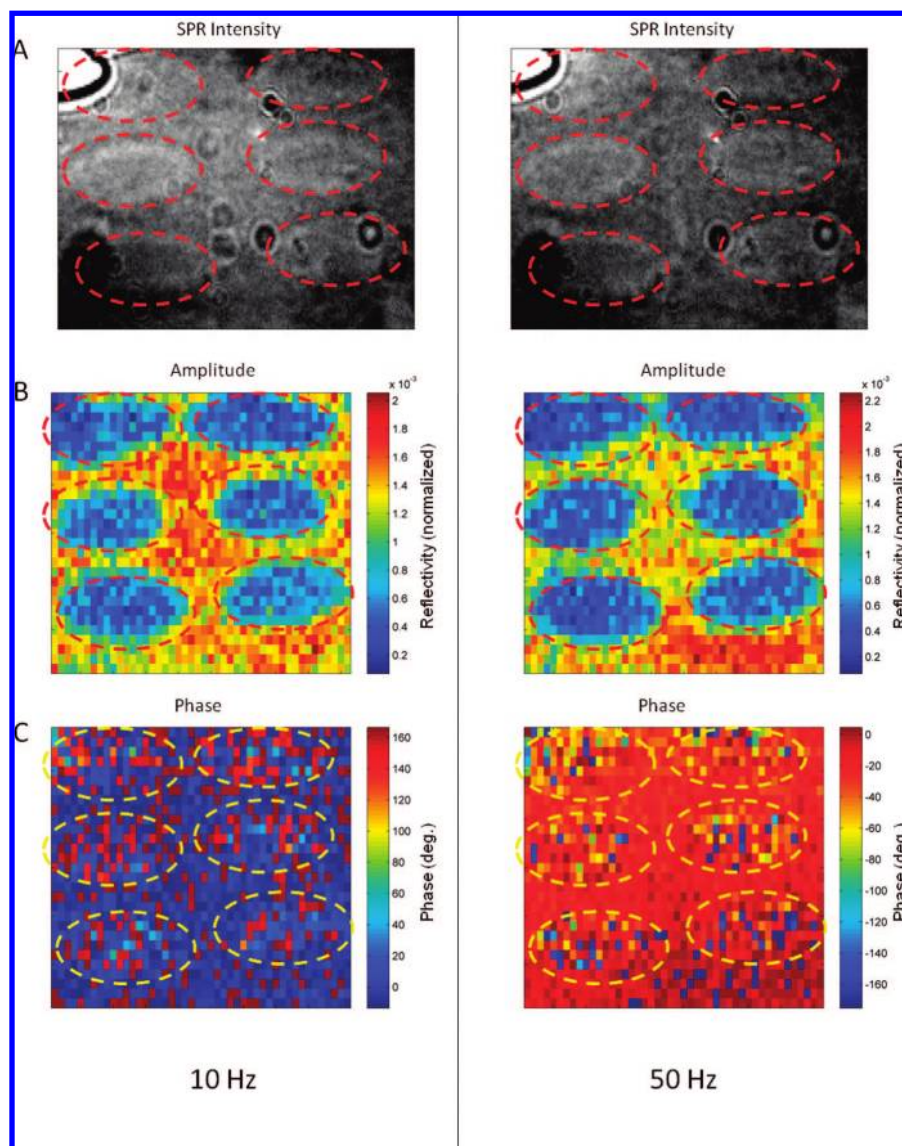 SPR Intensity
SPR Intensity
A
Amplitude
Amplitude
B
x 10⁻³
2
1.8
1.6
1.4
1.2
1
0.8
0.6
0.4
0.2
Reflectivity (normalized)
x 10⁻³
2.2
2
1.8
1.6
1.4
1.2
1
0.8
0.6
0.4
0.2
Reflectivity (normalized)
Phase
Phase
C
160
140
120
100
80
60
40
20
0
Phase (deg.)
0
-20
-40
-60
-80
-100
-120
-140
-160
Phase (deg.)
10 Hz
50 Hz